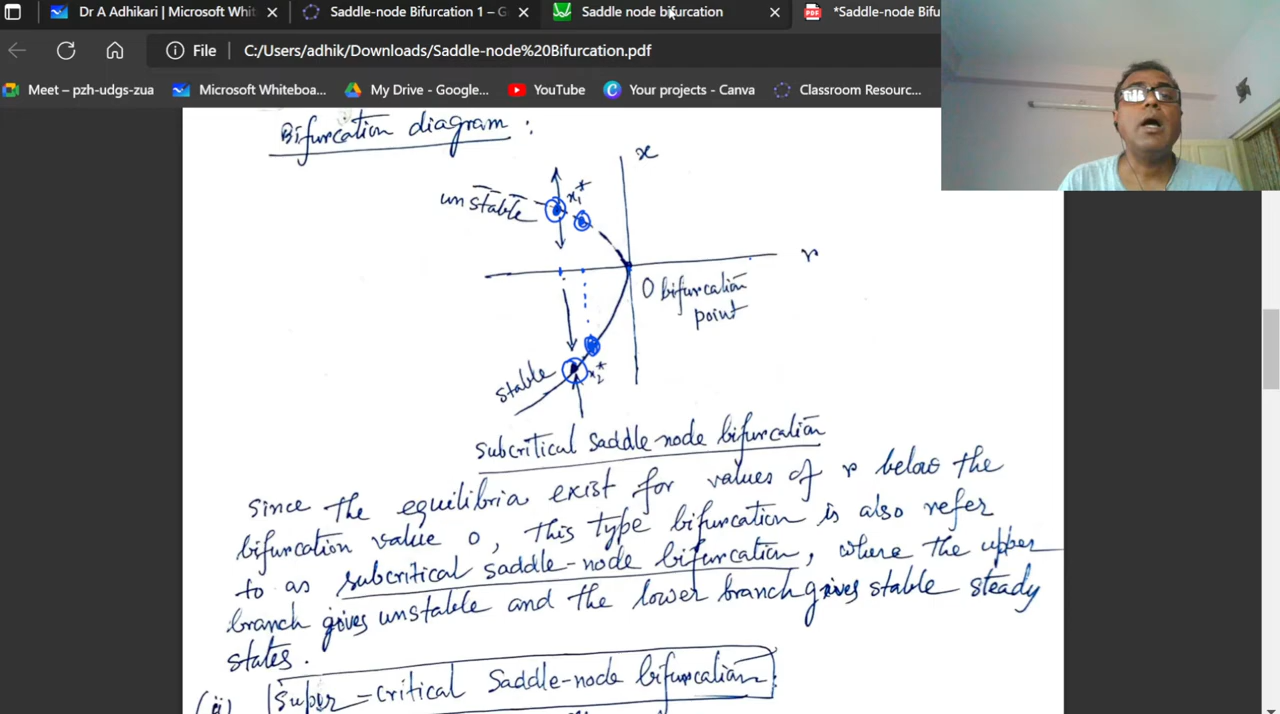 Dr A Adhikari | Microsoft Whit
Saddle-node Bifurcation 1 – G
Saddle node bifurcation
*Saddle-node Bifu
File
C:/Users/adhik/Downloads/Saddle-node%20Bifurcation.pdf
Meet – pzh-udgs-zua
Microsoft Whiteboa...
My Drive - Google...
YouTube
Your projects - Canva
Classroom Resourc...
Bifurcation diagram :
x
unstable
x₁*
r
0 bifurcation
point
stable
x₂*
subcritical saddle-node bifurcation
Since the equilibria exist for values of r below the
bifurcation value 0, this type bifurcation is also refer
to as subcritical saddle-node bifurcation, where the upper
branch gives unstable and the lower branch gives stable steady
states.
(ii) Super-critical Saddle-node bifurcation: